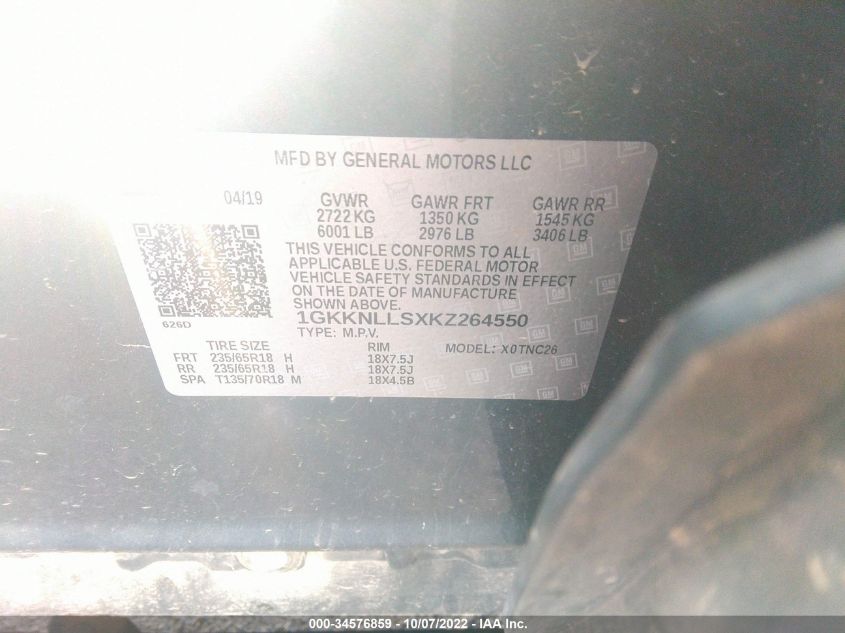 MFD BY GENERAL MOTORS LLC
04/19 GVWR GAWR FRT GAWR RR
2722 KG 1350 KG 1545 KG
6001 LB 2976 LB 3406 LB
THIS VEHICLE CONFORMS TO ALL
APPLICABLE U.S. FEDERAL MOTOR
VEHICLE SAFETY STANDARDS IN EFFECT
ON THE DATE OF MANUFACTURE
SHOWN ABOVE.
626D
1GKKNLLSXKZ264550
TYPE: M.P.V.
TIRE SIZE RIM MODEL: X0TNC26
FRT 235/65R18 H 18X7.5J
RR 235/65R18 H 18X7.5J
SPA T135/70R18 M 18X4.5B
000-34576859 - 10/07/2022 - IAA Inc.